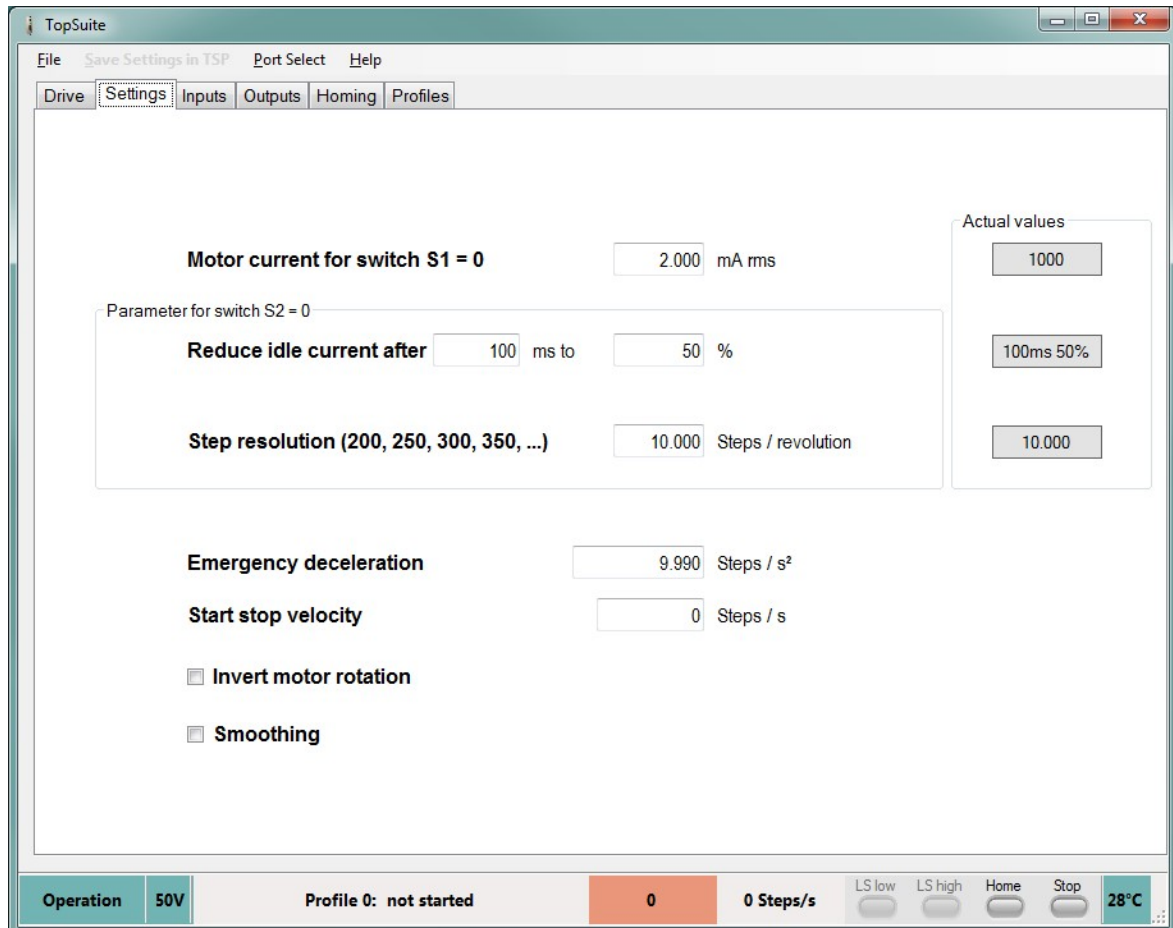 TopSuite
File Save Settings in TSP Port Select Help
Drive Settings Inputs Outputs Homing Profiles
Actual values
Motor current for switch S1 = 0 2.000 mA rms 1000
Parameter for switch S2 = 0
Reduce idle current after 100 ms to 50 % 100ms 50%
Step resolution (200, 250, 300, 350, ...) 10.000 Steps / revolution 10.000
Emergency deceleration 9.990 Steps / s²
Start stop velocity 0 Steps / s
Invert motor rotation
Smoothing
LS low LS high Home Stop
Operation 50V Profile 0: not started 0 0 Steps/s 28°C